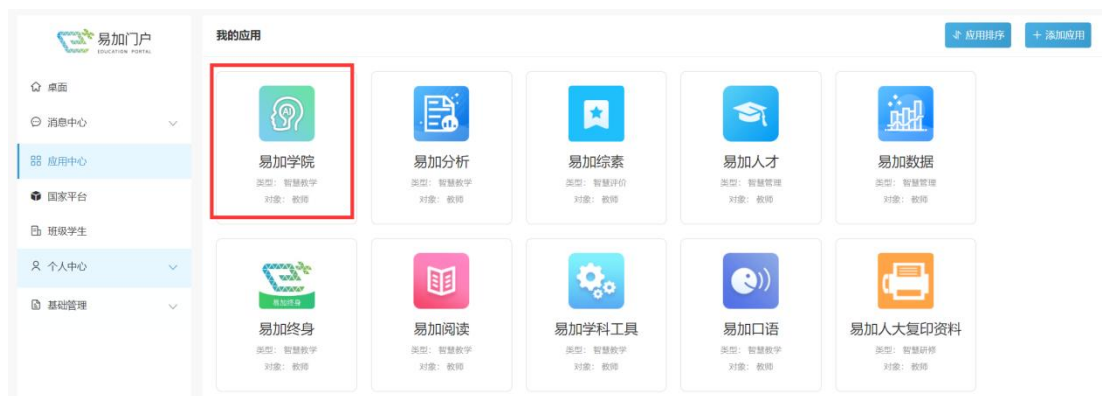 易加门户
EDUCATION PORTAL
桌面
消息中心
应用中心
国家平台
班级学生
个人中心
基础管理
我的应用
应用排序
+ 添加应用
AI
易加学院
类型: 智慧教学
对象: 教师
易加分析
类型: 智慧教学
对象: 教师
易加综素
类型: 智慧评价
对象: 教师
易加人才
类型: 智慧管理
对象: 教师
易加数据
类型: 智慧管理
对象: 教师
易加终身
易加终身
类型: 智慧教学
对象: 教师
易加阅读
类型: 智慧教学
对象: 教师
易加学科工具
类型: 智慧教学
对象: 教师
易加口语
类型: 智慧教学
对象: 教师
易加人大复印资料
类型: 智慧研修
对象: 教师